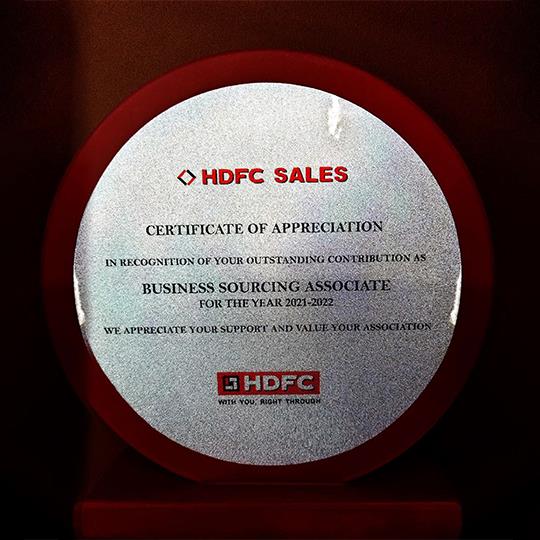 HDFC SALES
CERTIFICATE OF APPRECIATION
IN RECOGNITION OF YOUR OUTSTANDING CONTRIBUTION AS
BUSINESS SOURCING ASSOCIATE
FOR THE YEAR 2021-2022
WE APPRECIATE YOUR SUPPORT AND VALUE YOUR ASSOCIATION
HDFC
WITH YOU, RIGHT THROUGH